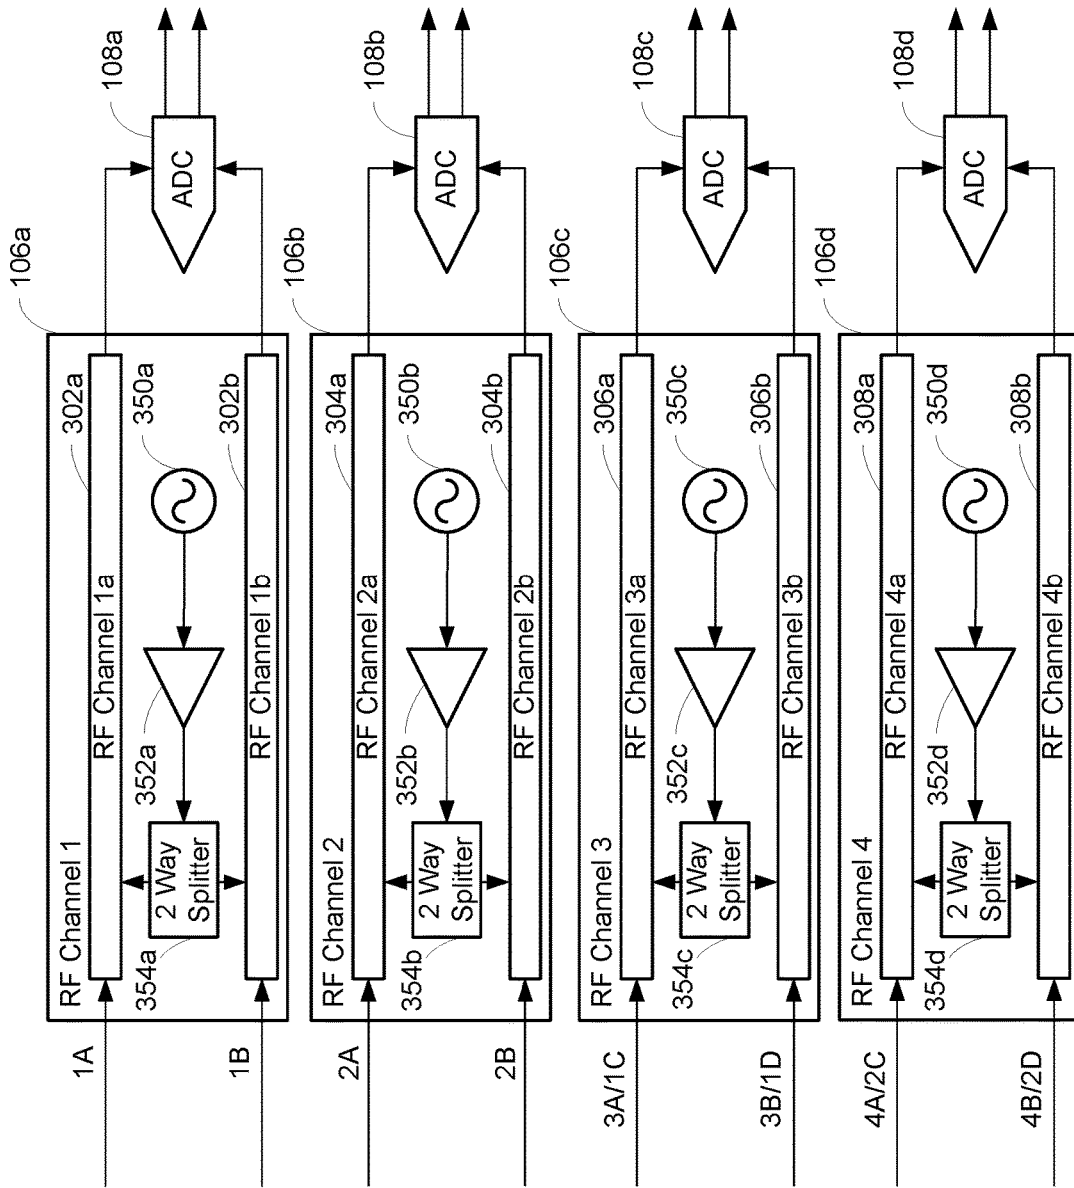 106a
108a
RF Channel 1
302a
1A
RF Channel 1a
354a
2 Way
Splitter
352a
350a
ADC
302b
1B
RF Channel 1b
106b
108b
RF Channel 2
304a
2A
RF Channel 2a
354b
2 Way
Splitter
352b
350b
ADC
304b
2B
RF Channel 2b
106c
108c
RF Channel 3
306a
3A/1C
RF Channel 3a
354c
2 Way
Splitter
352c
350c
ADC
306b
3B/1D
RF Channel 3b
106d
108d
RF Channel 4
308a
4A/2C
RF Channel 4a
354d
2 Way
Splitter
352d
350d
ADC
308b
4B/2D
RF Channel 4b